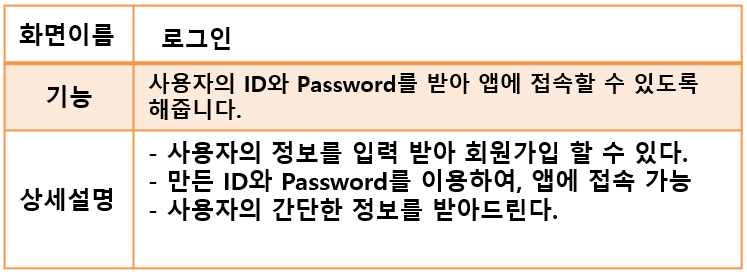 화면이름
로그인
기능
사용자의 ID와 Password를 받아 앱에 접속할 수 있도록
해줍니다.
상세설명
- 사용자의 정보를 입력 받아 회원가입 할 수 있다.
- 만든 ID와 Password를 이용하여, 앱에 접속 가능
- 사용자의 간단한 정보를 받아드린다.